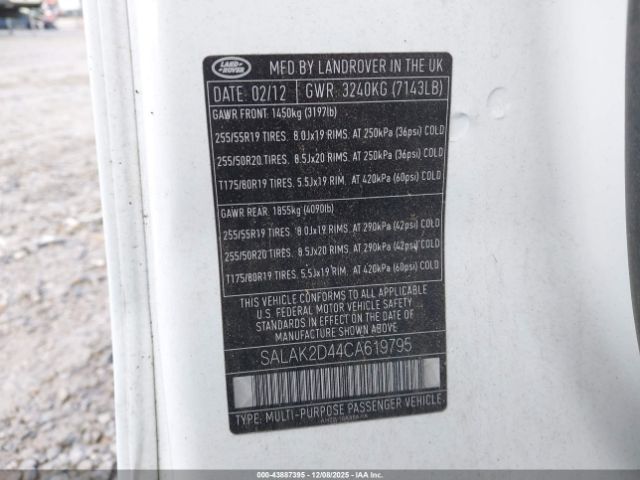 LAND
ROVER
MFD BY LANDROVER IN THE UK
DATE: 02/12 GWR: 3240KG (7143LB)
GAWR FRONT 1450kg (3197lb)
255/55R19 TIRES. 8.0Jx19 RIMS. AT 250kPa (36psi) COLD
255/50R20 TIRES. 8.5Jx20 RIMS. AT 250kPa (36psi) COLD
T175/80R19 TIRES. 5.5Jx19 RIM. AT 420kPa (60psi) COLD
GAWR REAR 1855kg (4090lb)
255/55R19 TIRES 8.0Jx19 RIMS. AT 290kPa (42psi) COLD
255/50R20 TIRES. 8.5Jx20 RIMS. AT 290kPa (42psi) COLD
T175/80R19 TIRES. 5.5Jx19 RIM. AT 420kPa (60psi) COLD
THIS VEHICLE CONFORMS TO ALL APPLICABLE
U.S. FEDERAL MOTOR VEHICLE SAFETY
STANDARDS IN EFFECT ON THE DATE OF
MANUFACTURE SHOWN ABOVE
SALAK2D44CA619795
TYPE: MULTI-PURPOSE PASSENGER VEHICLE
000-43887395 12/08/2025 IAAI.COM